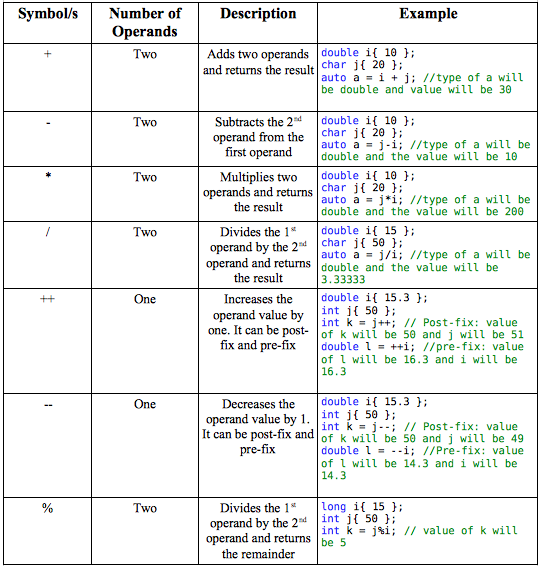 Symbol/s Number of Operands Description Example
+ Two Adds two operands and returns the result
double i{ 10 };
char j{ 20 };
auto a = i + j; //type of a will
be double and value will be 30
- Two Subtracts the 2nd operand from the first operand
double i{ 10 };
char j{ 20 };
auto a = j-i; //type of a will be
double and the value will be 10
* Two Multiplies two operands and returns the result
double i{ 10 };
char j{ 20 };
auto a = j*i; //type of a will be
double and the value will be 200
/ Two Divides the 1st operand by the 2nd operand and returns the result
double i{ 15 };
char j{ 50 };
auto a = j/i; //type of a will be
double and the value will be
3.33333
++ One Increases the operand value by one. It can be post-fix and pre-fix
double i{ 15.3 };
int j{ 50 };
int k = j++; // Post-fix: value
of k will be 50 and j will be 51
double l = ++i; //pre-fix: value
of l will be 16.3 and i will be
16.3
-- One Decreases the operand value by 1. It can be post-fix and pre-fix
double i{ 15.3 };
int j{ 50 };
int k = j--; // Post-fix: value
of k will be 50 and j will be 49
double l = --i; //Pre-fix: value
of l will be 14.3 and i will be
14.3
% Two Divides the 1st operand by the 2nd operand and returns the remainder
long i{ 15 };
int j{ 50 };
int k = j%i; // value of k will
be 5